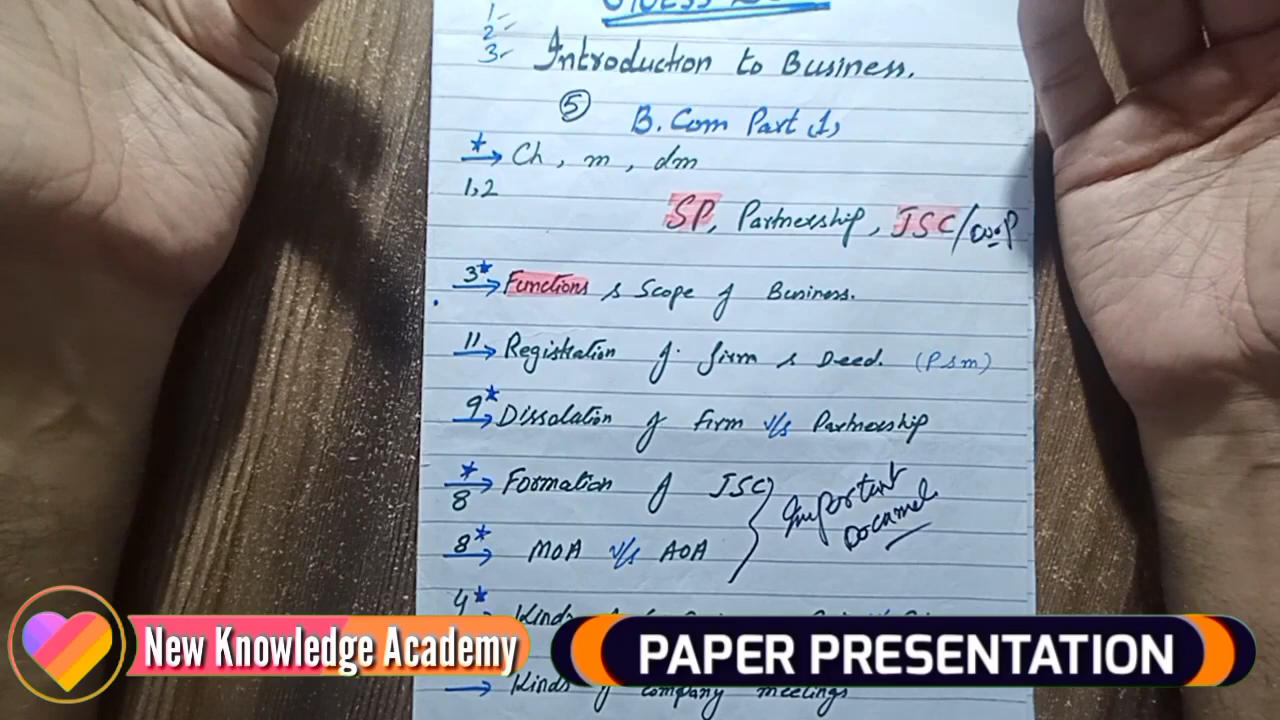 1-
2-
3-
Introduction to Business.
5
B.Com Part 1,
* Ch, m, dm
1,2
SP, Partnership, JSC/coop
3* Functions & Scope of Business.
11 Registration of firm & Deed. (P s m)
9* Dissolation of firm v/s Partnership
* Formation of JSC
8
Important
Document
8* MOA v/s AOA
4* Kinds
New Knowledge Academy
PAPER PRESENTATION
Kinds of company meetings